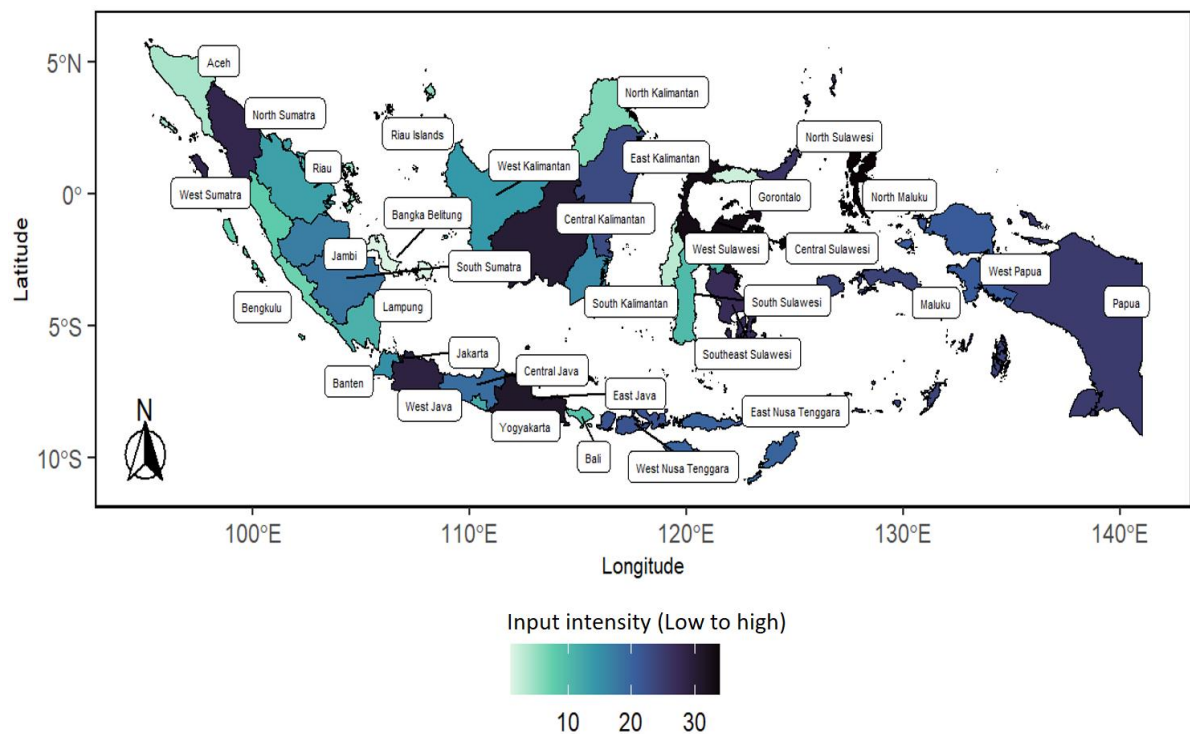 5°N
0°
5°S
10°S
Latitude
Aceh
North Sumatra
Riau Islands
North Kalimantan
North Sulawesi
Riau
West Kalimantan
East Kalimantan
West Sumatra
Bangka Belitung
Central Kalimantan
Gorontalo
North Maluku
Jambi
South Sumatra
West Sulawesi
Central Sulawesi
West Papua
Bengkulu
Lampung
South Kalimantan
South Sulawesi
Maluku
Papua
Jakarta
Southeast Sulawesi
Banten
Central Java
West Java
East Java
East Nusa Tenggara
Yogyakarta
N
Bali
West Nusa Tenggara
100°E
110°E
120°E
130°E
140°E
Longitude
Input intensity (Low to high)
10
20
30